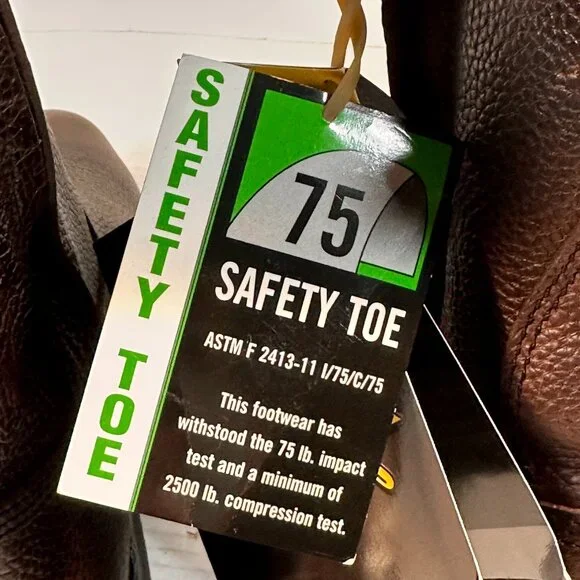 SAFETY TOE
75
SAFETY TOE
ASTM F 2413-11 I/75/C/75
This footwear has
withstood the 75 lb. impact
test and a minimum of
2500 lb. compression test.